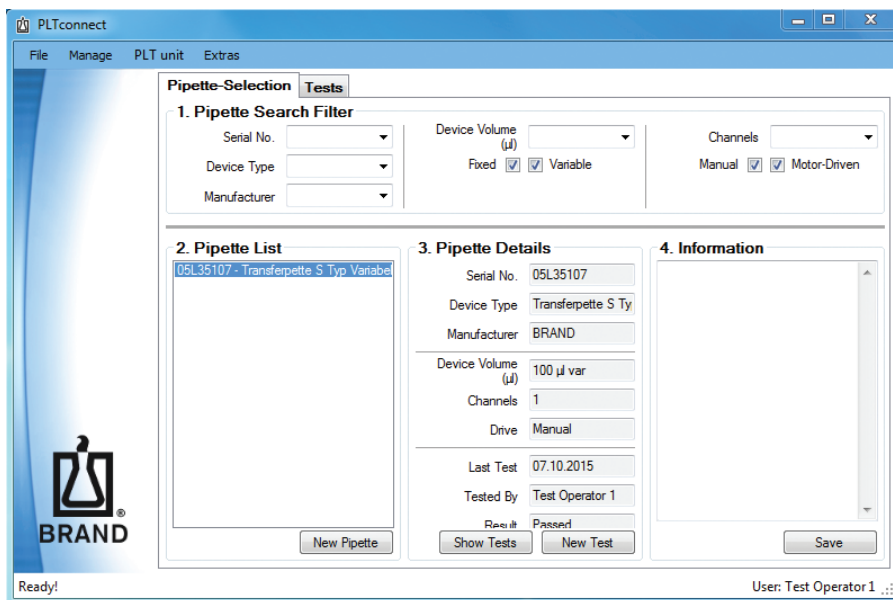 PLTconnect
File Manage PLT unit Extras
Pipette-Selection Tests
1. Pipette Search Filter
Serial No.
Device Type
Manufacturer
Device Volume
(µl)
Fixed Variable
Channels
Manual Motor-Driven
2. Pipette List
05L35107 - Transferpette S Typ Variabel
New Pipette
3. Pipette Details
Serial No. 05L35107
Device Type Transferpette S Ty
Manufacturer BRAND
Device Volume
(µl) 100 µl var
Channels 1
Drive Manual
Last Test 07.10.2015
Tested By Test Operator 1
Result Passed
Show Tests New Test
4. Information
Save
BRAND®
Ready! User: Test Operator 1